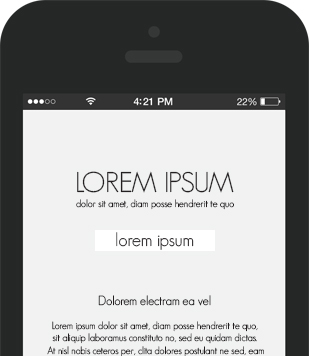 4:21 PM 22%
LOREM IPSUM
dolor sit amet, diam posse hendrerit te quo
lorem ipsum
Dolorem electram ea vel
Lorem ipsum dolor sit amet, te qui posse hendrerit,
sit aliquip laboramus constituto no, sed eu quidam dictas.
At nisl nobis ceteros per, clita dolores postulant ne sed, eam